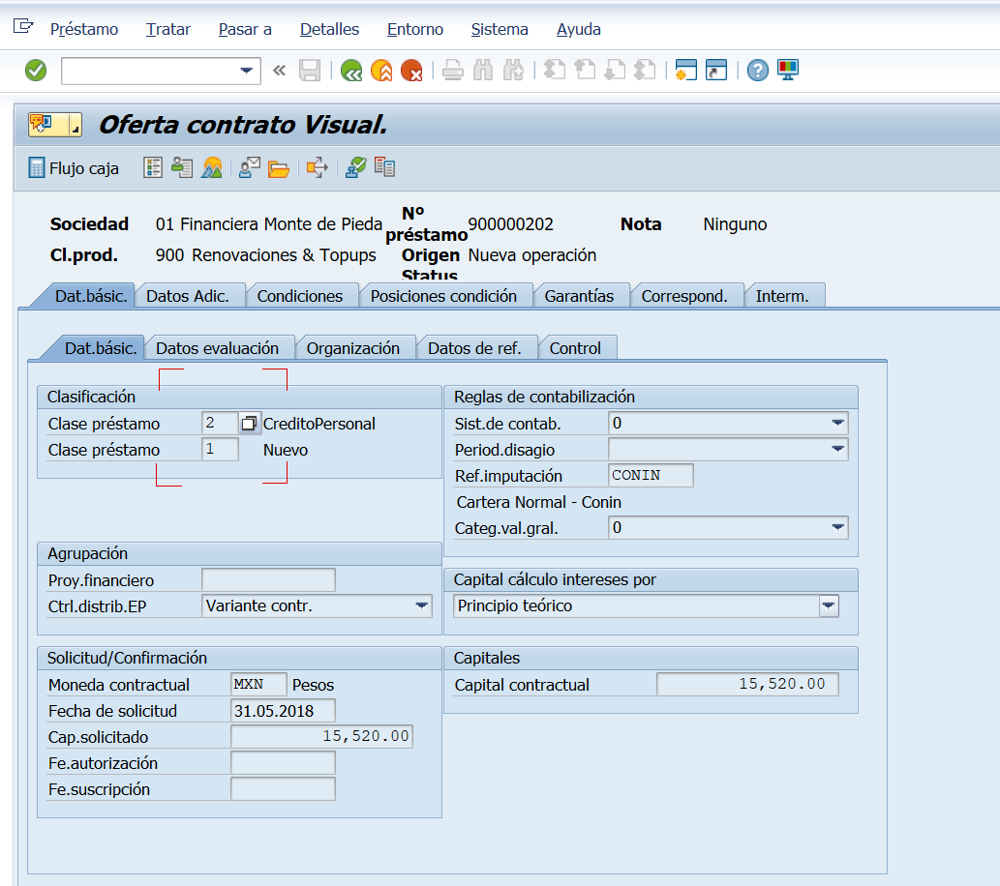 Préstamo Tratar Pasar a Detalles Entorno Sistema Ayuda
Oferta contrato Visual.
Flujo caja
Sociedad 01 Financiera Monte de Pieda Nº préstamo 900000202 Nota Ninguno
Cl.prod. 900 Renovaciones & Topups Origen Nueva operación
Status
Dat.básic. Datos Adic. Condiciones Posiciones condición Garantías Correspond. Interm.
Dat.básic. Datos evaluación Organización Datos de ref. Control
Clasificación
Clase préstamo 2 CreditoPersonal
Clase préstamo 1 Nuevo
Reglas de contabilización
Sist.de contab. 0
Period.disagio
Ref.imputación CONIN
Cartera Normal - Conin
Categ.val.gral. 0
Agrupación
Proy.financiero
Ctrl.distrib.EP Variante contr.
Capital cálculo intereses por
Principio teórico
Solicitud/Confirmación
Moneda contractual MXN Pesos
Fecha de solicitud 31.05.2018
Cap.solicitado 15,520.00
Fe.autorización
Fe.suscripción
Capitales
Capital contractual 15,520.00